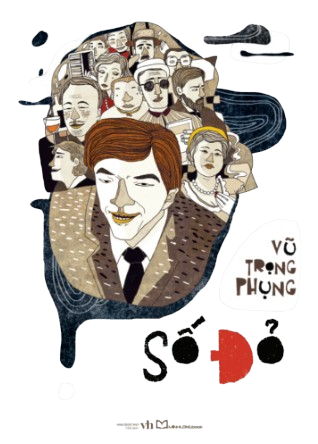 VŨ
TRỌNG
PHỤNG
SỐ ĐỎ